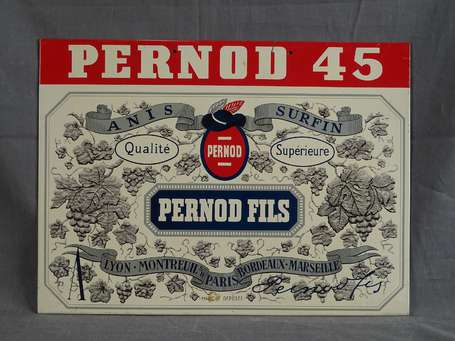 PERNOD 45
ANIS SURFIN
Qualité PERNOD Supérieure
PERNOD FILS
LYON - MONTREUIL PARIS BORDEAUX - MARSEILLE
Pernod fils